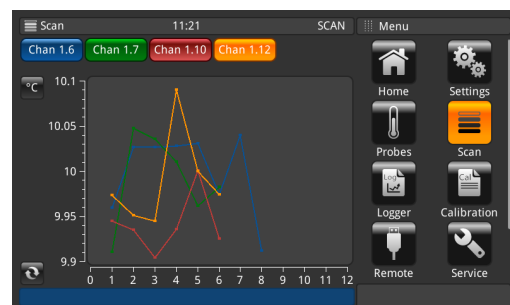 Scan 11:21 SCAN
Menu
Chan 1.6 Chan 1.7 Chan 1.10 Chan 1.12
°C
10.1
10.05
10
9.95
9.9
0 1 2 3 4 5 6 7 8 9 10 11 12
Home Settings
Probes Scan
Log
Cal
Logger Calibration
Remote Service